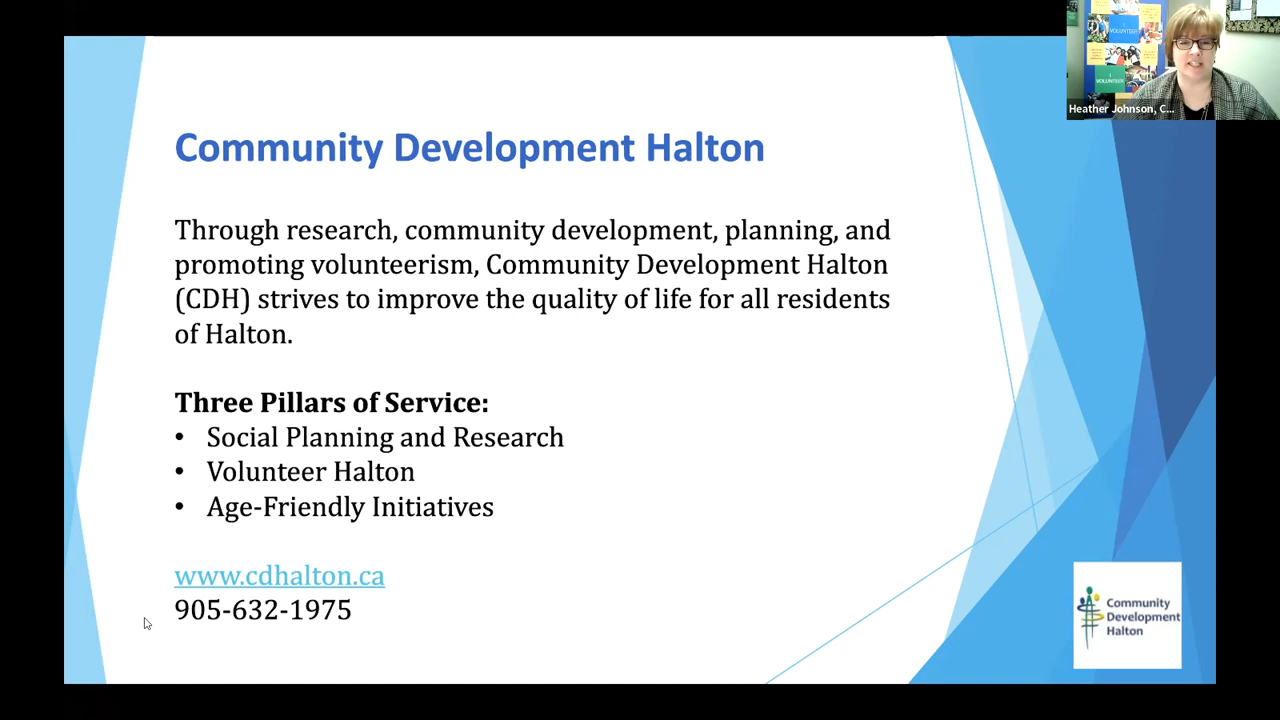 Community Development Halton
Through research, community development, planning, and
promoting volunteerism, Community Development Halton
(CDH) strives to improve the quality of life for all residents
of Halton.
Three Pillars of Service:
• Social Planning and Research
• Volunteer Halton
• Age-Friendly Initiatives
www.cdhalton.ca
905-632-1975
Community
Development
Halton
I
VOLUNTEER
I
VOLUNTEER
Heather Johnson, C...